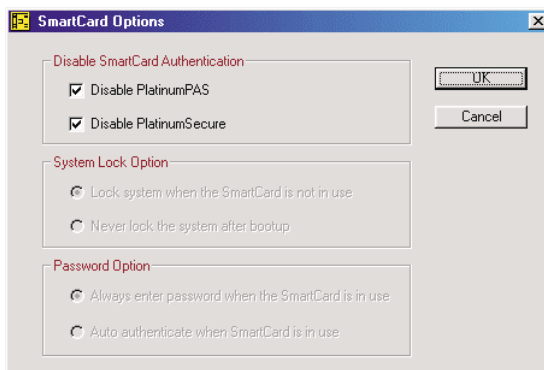 SmartCard Options
Disable SmartCard Authentication
Disable PlatinumPAS
Disable PlatinumSecure
OK
Cancel
System Lock Option
Lock system when the SmartCard is not in use
Never lock the system after bootup
Password Option
Always enter password when the SmartCard is in use
Auto authenticate when SmartCard is in use